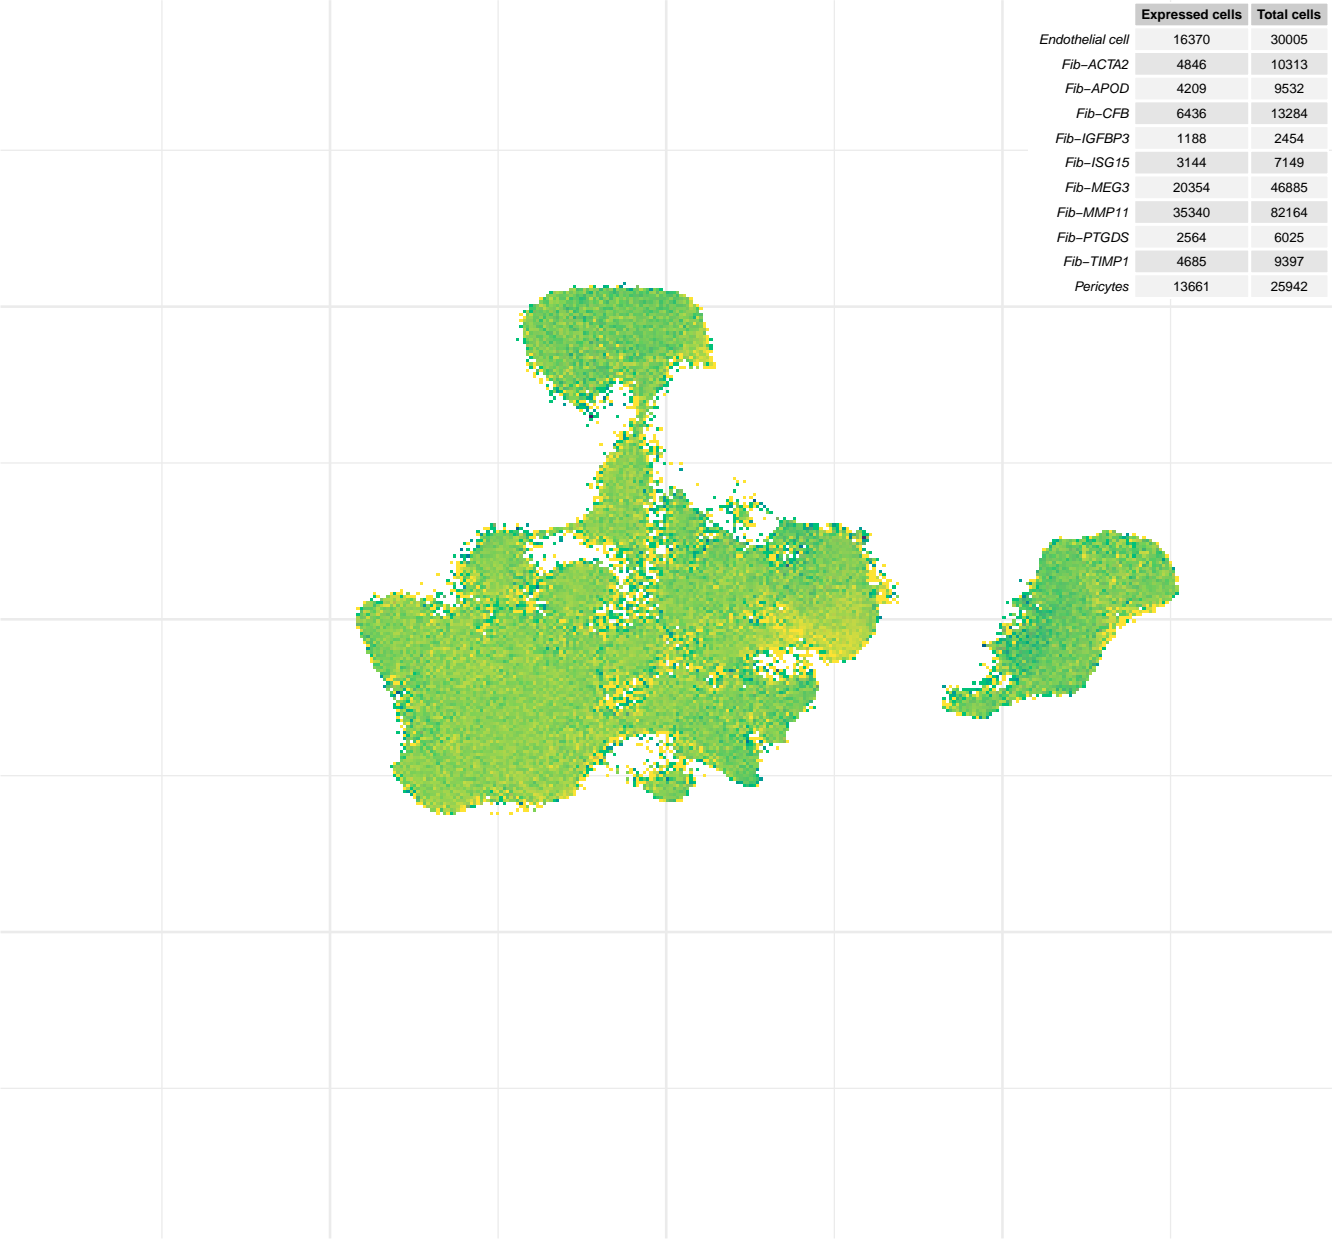 Expressed cells Total cells
Endothelial cell 16370 30005
Fib−ACTA2 4846 10313
Fib−APOD 4209 9532
Fib−CFB 6436 13284
Fib−IGFBP3 1188 2454
Fib−ISG15 3144 7149
Fib−MEG3 20354 46885
Fib−MMP11 35340 82164
Fib−PTGDS 2564 6025
Fib−TIMP1 4685 9397
Pericytes 13661 25942